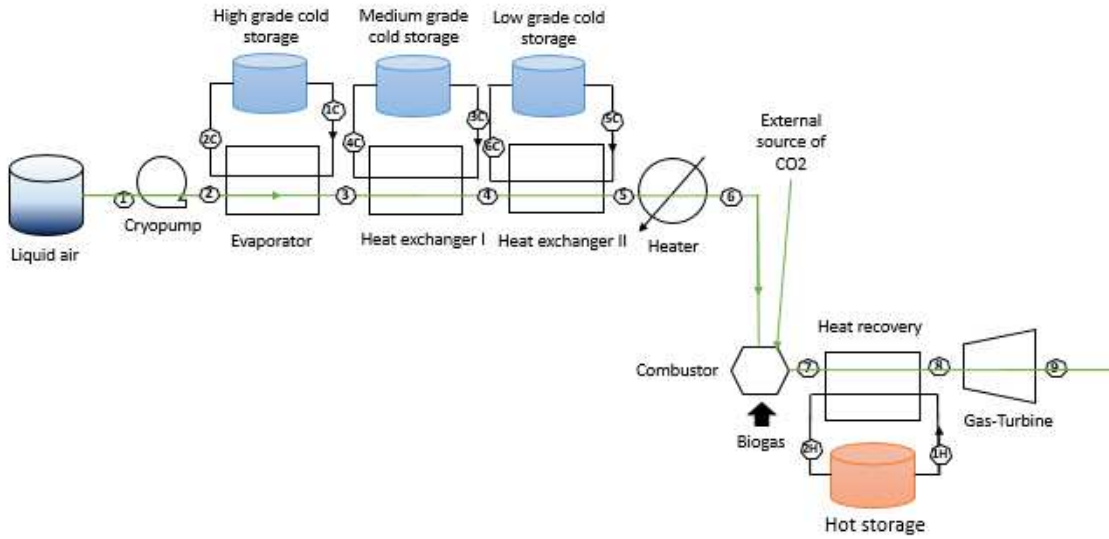 High grade cold
storage
Medium grade
cold storage
Low grade cold
storage
1C
2C
3C
4C
5C
6C
External
source of
CO2
1
2
3
4
5
6
Cryopump
Liquid air
Evaporator
Heat exchanger I
Heat exchanger II
Heater
Heat recovery
Combustor
7
8
9
Gas-Turbine
Biogas
2H
1H
Hot storage